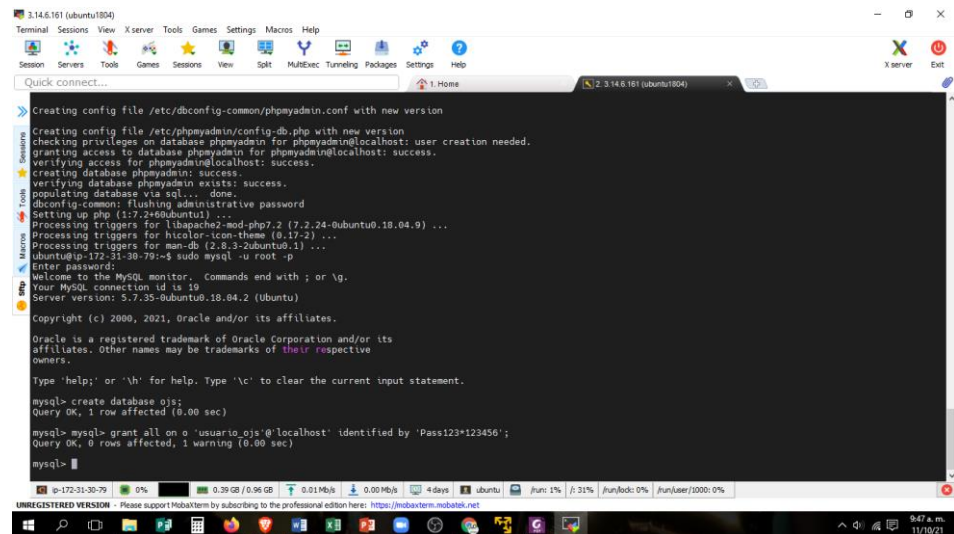 3.14.6.161 (ubuntu1804)
Terminal Sessions View X server Tools Games Settings Macros Help
Session Servers Tools Games Sessions View Split MultiExec Tunneling Packages Settings Help X server Exit
Quick connect... 1. Home 2. 3.14.6.161 (ubuntu1804)
Sessions
Tools
Macros
Sftp
Creating config file /etc/dbconfig-common/phpmyadmin.conf with new version
Creating config file /etc/phpmyadmin/config-db.php with new version
checking privileges on database phpmyadmin for phpmyadmin@localhost: user creation needed.
granting access to database phpmyadmin for phpmyadmin@localhost: success.
verifying access for phpmyadmin@localhost: success.
creating database phpmyadmin: success.
verifying database phpmyadmin exists: success.
populating database via sql... done.
dbconfig-common: flushing administrative password
Setting up php (1:7.2+60ubuntu1) ...
Processing triggers for libapache2-mod-php7.2 (7.2.24-0ubuntu0.18.04.9) ...
Processing triggers for hicolor-icon-theme (0.17-2) ...
Processing triggers for man-db (2.8.3-2ubuntu0.1) ...
ubuntu@ip-172-31-30-79:~$ sudo mysql -u root -p
Enter password:
Welcome to the MySQL monitor. Commands end with ; or \g.
Your MySQL connection id is 19
Server version: 5.7.35-0ubuntu0.18.04.2 (Ubuntu)
Copyright (c) 2000, 2021, Oracle and/or its affiliates.
Oracle is a registered trademark of Oracle Corporation and/or its
affiliates. Other names may be trademarks of their respective
owners.
Type 'help;' or '\h' for help. Type '\c' to clear the current input statement.
mysql> create database ojs;
Query OK, 1 row affected (0.00 sec)
mysql> mysql> grant all on o 'usuario_ojs'@'localhost' identified by 'Pass123*123456';
Query OK, 0 rows affected, 1 warning (0.00 sec)
mysql>
ip-172-31-30-79 0% 0.39 GB / 0.96 GB 0.01 Mb/s 0.00 Mb/s 4 days ubuntu /run: 1% /: 31% /run/lock: 0% /run/user/1000: 0%
UNREGISTERED VERSION - Please support MobaXterm by subscribing to the professional edition here: https://mobaxterm.mobatek.net
9:47 a. m.
11/10/21